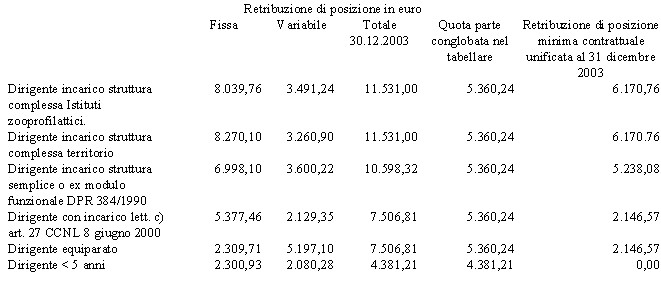 Retribuzione di posizione in euro
Fissa Variabile Totale Quota parte Retribuzione di posizione
30.12.2003 conglobata nel minima contrattuale
tabellare unificata al 31 dicembre
2003
Dirigente incarico struttura 8.039,76 3.491,24 11.531,00 5.360,24 6.170,76
complessa Istituti
zooprofilattici.
Dirigente incarico struttura 8.270,10 3.260,90 11.531,00 5.360,24 6.170.76
complessa territorio
Dirigente incarico struttura 6.998,10 3.600,22 10.598,32 5.360,24 5.238,08
semplice o ex modulo
funzionale DPR 384/1990
Dirigente con incarico lett. c) 5.377,46 2.129,35 7.506,81 5.360,24 2.146,57
art. 27 CCNL 8 giugno 2000
Dirigente equiparato 2.309,71 5.197,10 7.506,81 5.360,24 2.146,57
Dirigente < 5 anni 2.300,93 2.080,28 4.381,21 4.381,21 0,00